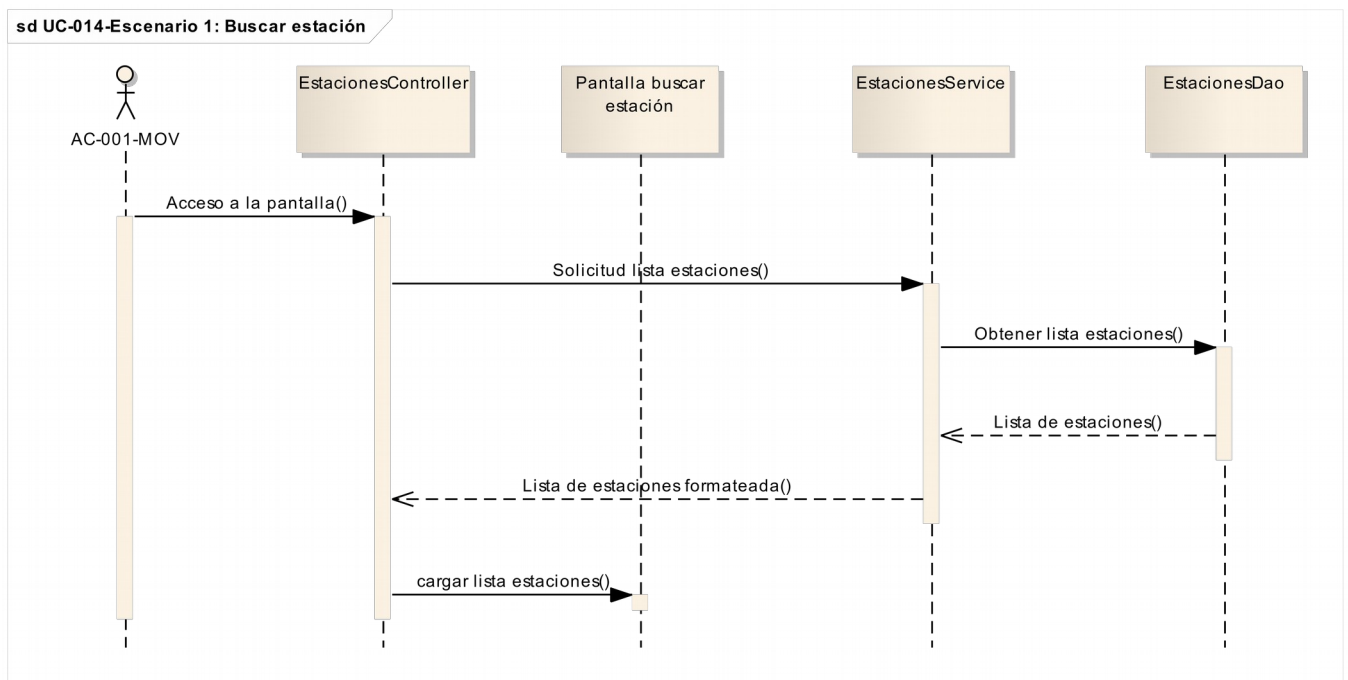 sd UC-014-Escenario 1: Buscar estación
AC-001-MOV
EstacionesController
Pantalla buscar
estación
EstacionesService
EstacionesDao
Acceso a la pantalla()
Solicitud lista estaciones()
Obtener lista estaciones()
Lista de estaciones()
Lista de estaciones formateada()
cargar lista estaciones()